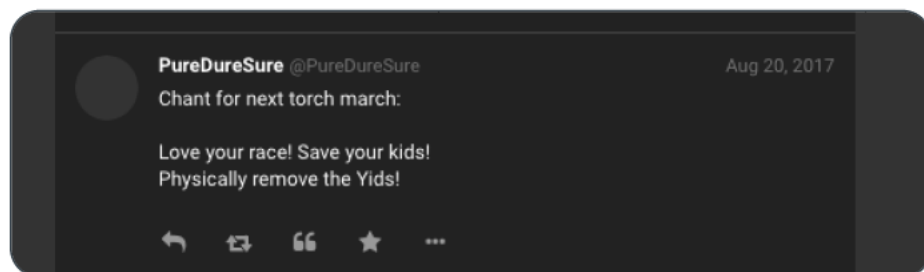 PureDureSure @PureDureSure Aug 20, 2017
Chant for next torch march:
Love your race! Save your kids!
Physically remove the Yids!